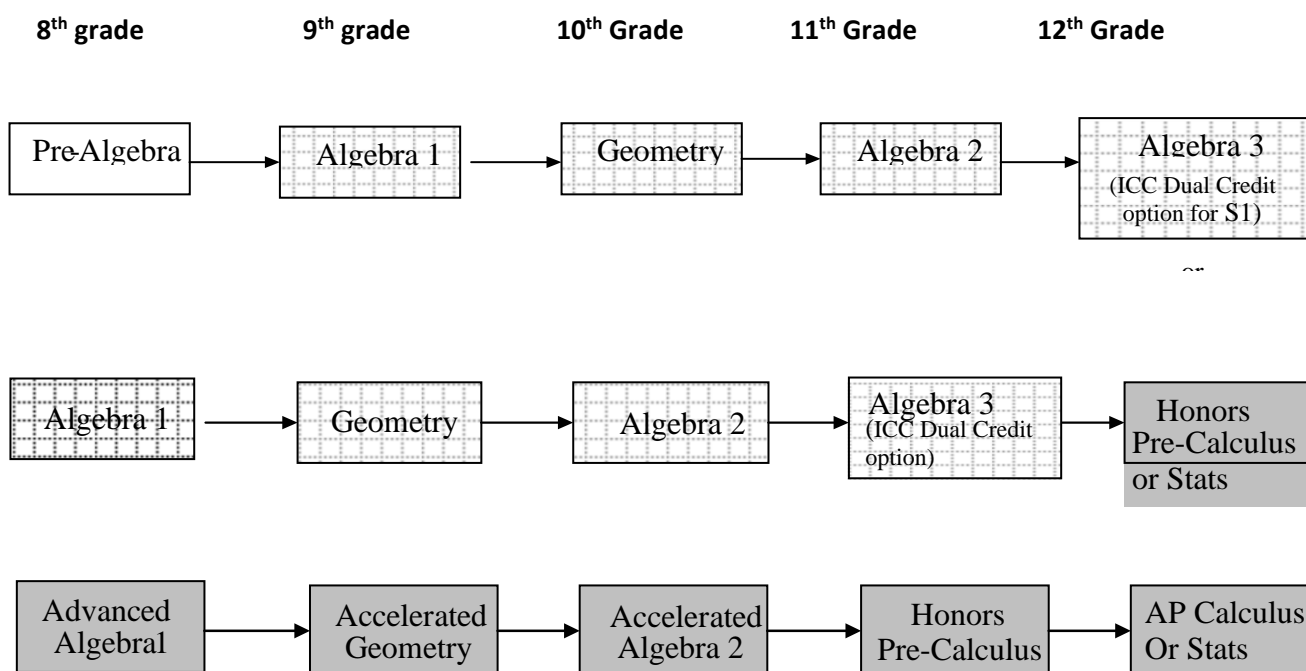 8th grade 9th grade 10th Grade 11th Grade 12th Grade
Pre-Algebra
Algebra 1
Geometry
Algebra 2
Algebra 3
(ICC Dual Credit
option for S1)
or
Algebra 1
Geometry
Algebra 2
Algebra 3
(ICC Dual Credit
option)
Honors
Pre-Calculus
or Stats
Advanced
Algebra1
Accelerated
Geometry
Accelerated
Algebra 2
Honors
Pre-Calculus
AP Calculus
Or Stats